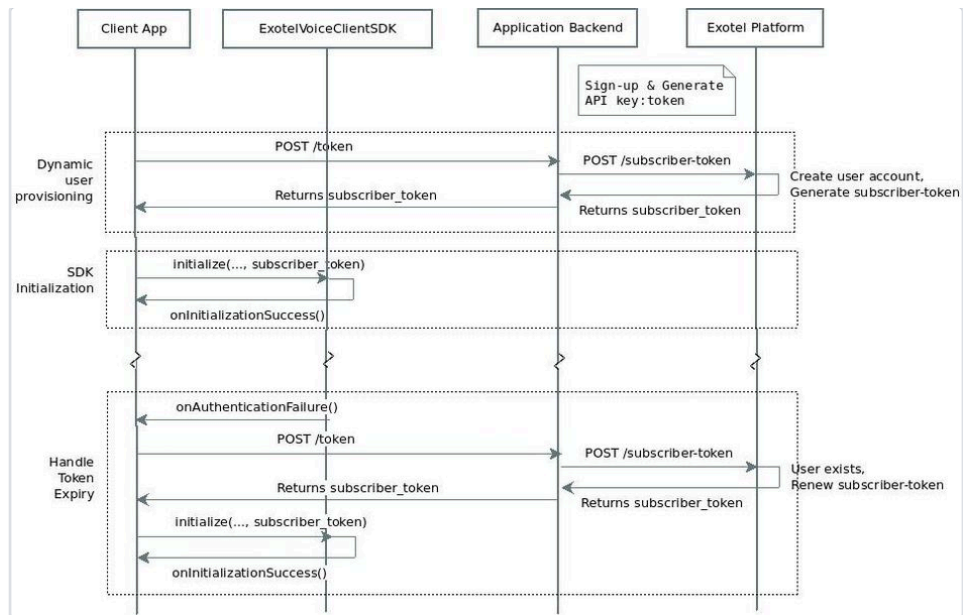 Client App
ExotelVoiceClientSDK
Application Backend
Exotel Platform
Sign-up & Generate
API key:token
Dynamic
user
provisioning
POST /token
POST /subscriber-token
Create user account,
Generate subscriber-token
Returns subscriber_token
Returns subscriber_token
SDK
Initialization
initialize(..., subscriber_token)
onInitializationSuccess()
Handle
Token
Expiry
onAuthenticationFailure()
POST /token
POST /subscriber-token
User exists,
Renew subscriber-token
Returns subscriber_token
Returns subscriber_token
initialize(..., subscriber_token)
onInitializationSuccess()